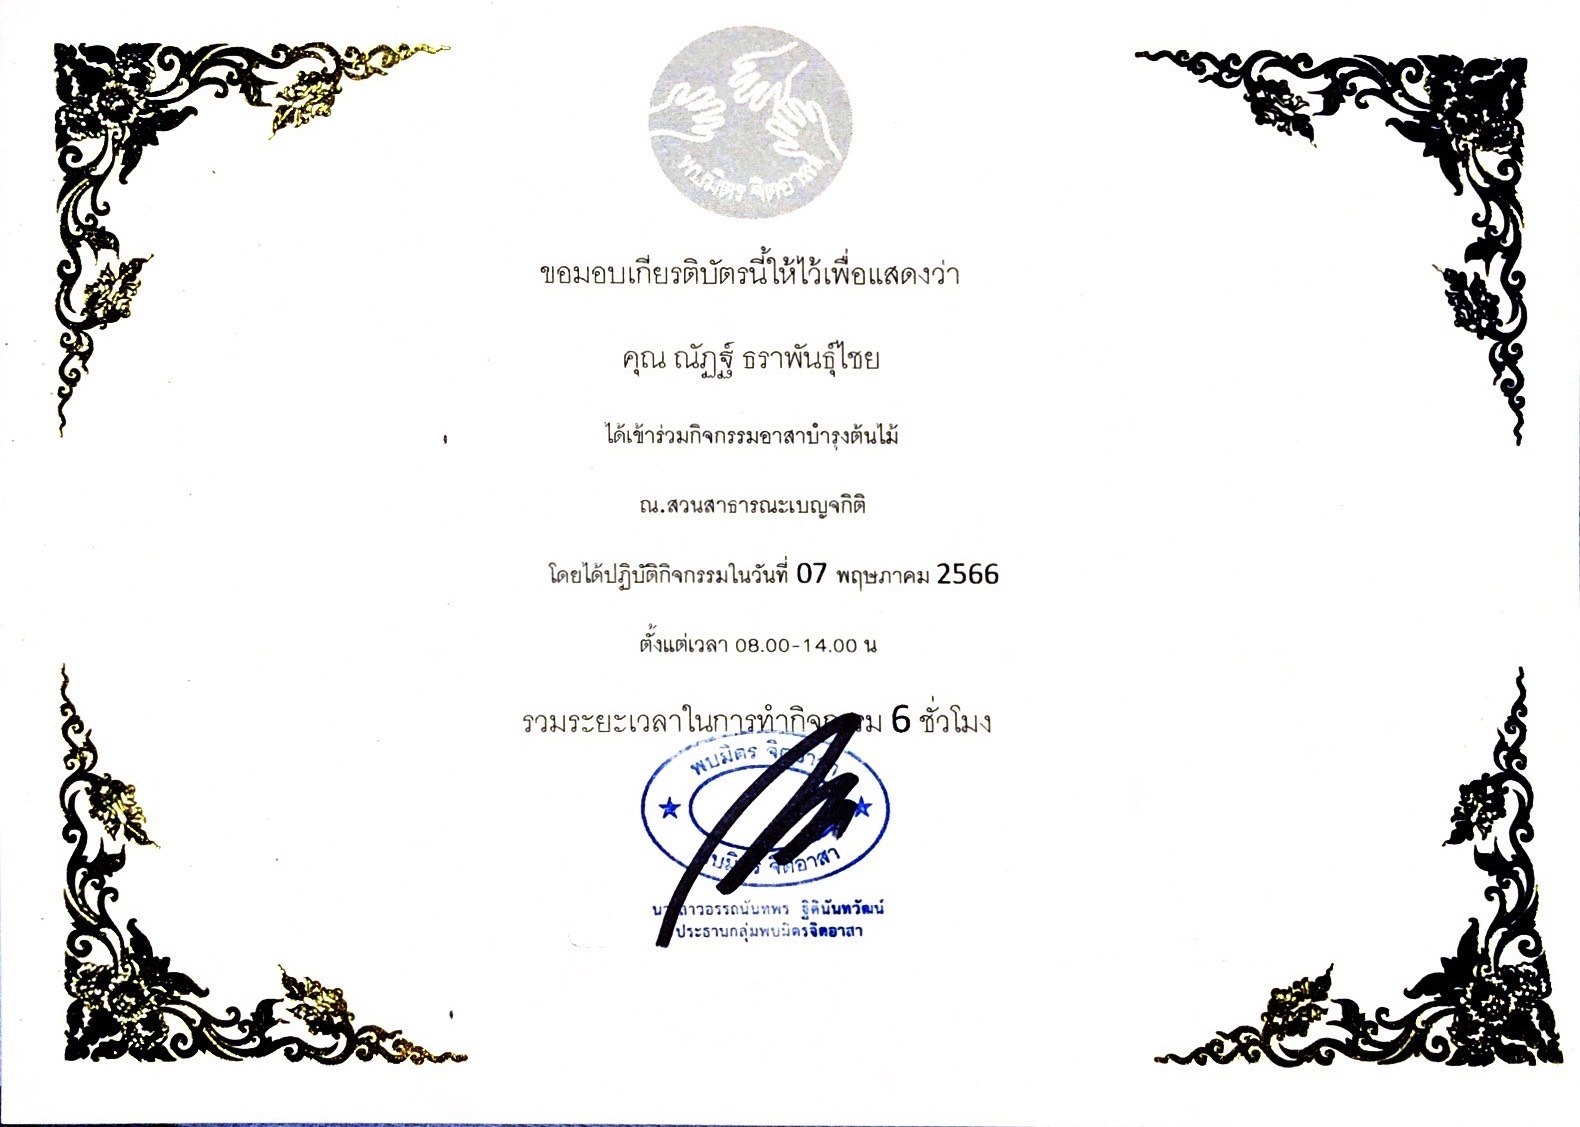 พบมิตร จิตอาสา
ขอมอบเกียรติบัตรนี้ให้ไว้เพื่อแสดงว่า
คุณ ณัฏฐ์ ธราพันธุ์ไชย
ได้เข้าร่วมกิจกรรมอาสาบำรุงต้นไม้
ณ.สวนสาธารณะเบญจกิติ
โดยได้ปฏิบัติกิจกรรมในวันที่ 07 พฤษภาคม 2566
ตั้งแต่เวลา 08.00-14.00 น
รวมระยะเวลาในการทำกิจกรรม 6 ชั่วโมง
พบมิตร จิตอาสา
พบมิตร จิตอาสา
นางสาวอรรถนันทพร ฐิตินันทวัฒน์
ประธานกลุ่มพบมิตรจิตอาสา